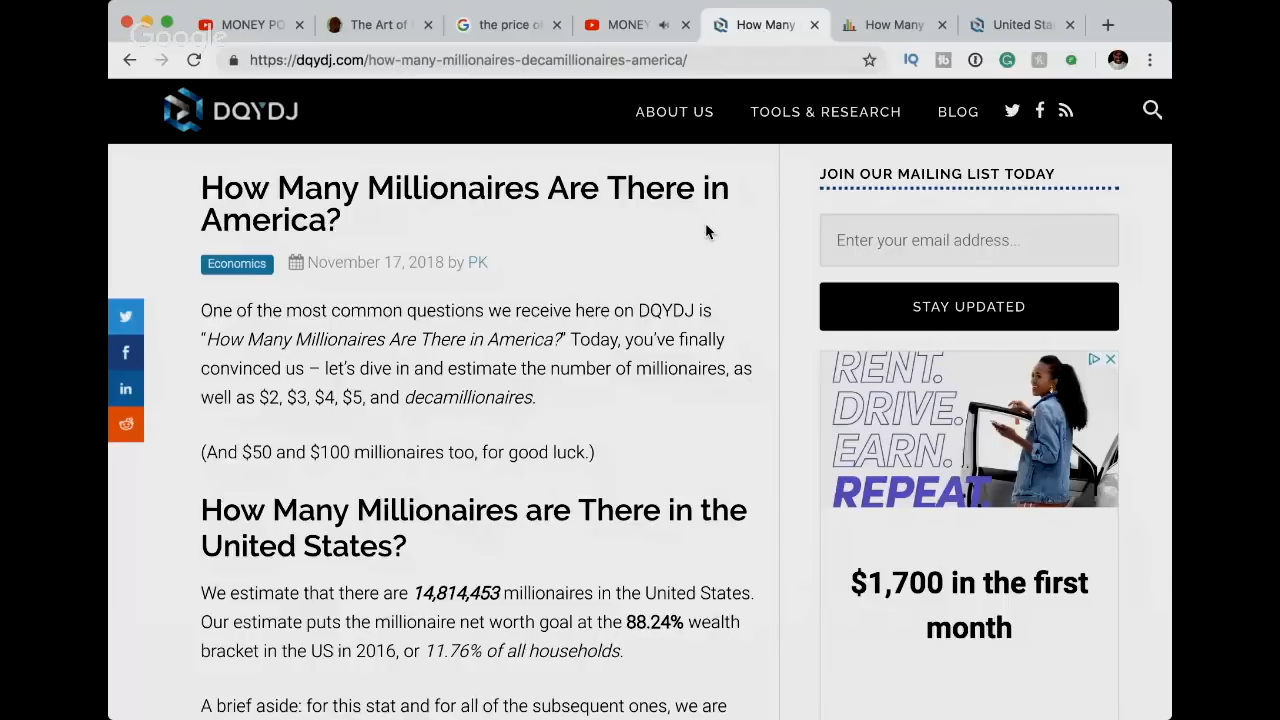 Google
MONEY PO
The Art of
the price o
MONEY
How Many
How Many
United Sta
https://dqydj.com/how-many-millionaires-decamillionaires-america/
DQYDJ
ABOUT US
TOOLS & RESEARCH
BLOG
How Many Millionaires Are There in
America?
Economics
November 17, 2018 by PK
One of the most common questions we receive here on DQYDJ is
“How Many Millionaires Are There in America?” Today, you’ve finally
convinced us – let’s dive in and estimate the number of millionaires, as
well as $2, $3, $4, $5, and decamillionaires.
(And $50 and $100 millionaires too, for good luck.)
How Many Millionaires are There in the
United States?
We estimate that there are 14,814,453 millionaires in the United States.
Our estimate puts the millionaire net worth goal at the 88.24% wealth
bracket in the US in 2016, or 11.76% of all households.
A brief aside: for this stat and for all of the subsequent ones, we are
JOIN OUR MAILING LIST TODAY
Enter your email address...
STAY UPDATED
RENT.
DRIVE.
EARN.
REPEAT.
$1,700 in the first
month